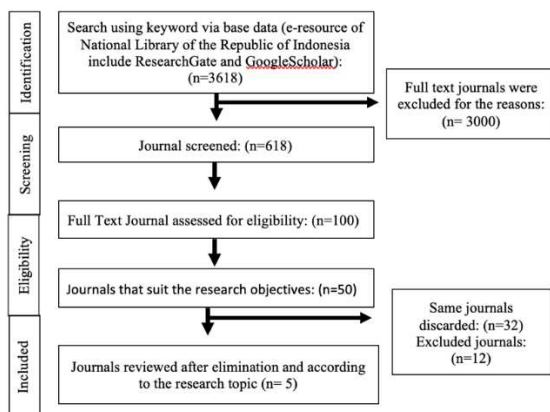 Identification
Search using keyword via base data (e-resource of
National Library of the Republic of Indonesia
include ResearchGate and GoogleScholar):
(n=3618)
Full text journals were
excluded for the reasons:
(n= 3000)
Screening
Journal screened: (n=618)
Full Text Journal assessed for eligibility: (n=100)
Eligibility
Journals that suit the research objectives: (n=50)
Same journals
discarded: (n=32)
Excluded journals:
(n=12)
Included
Journals reviewed after elimination and according
to the research topic (n= 5)